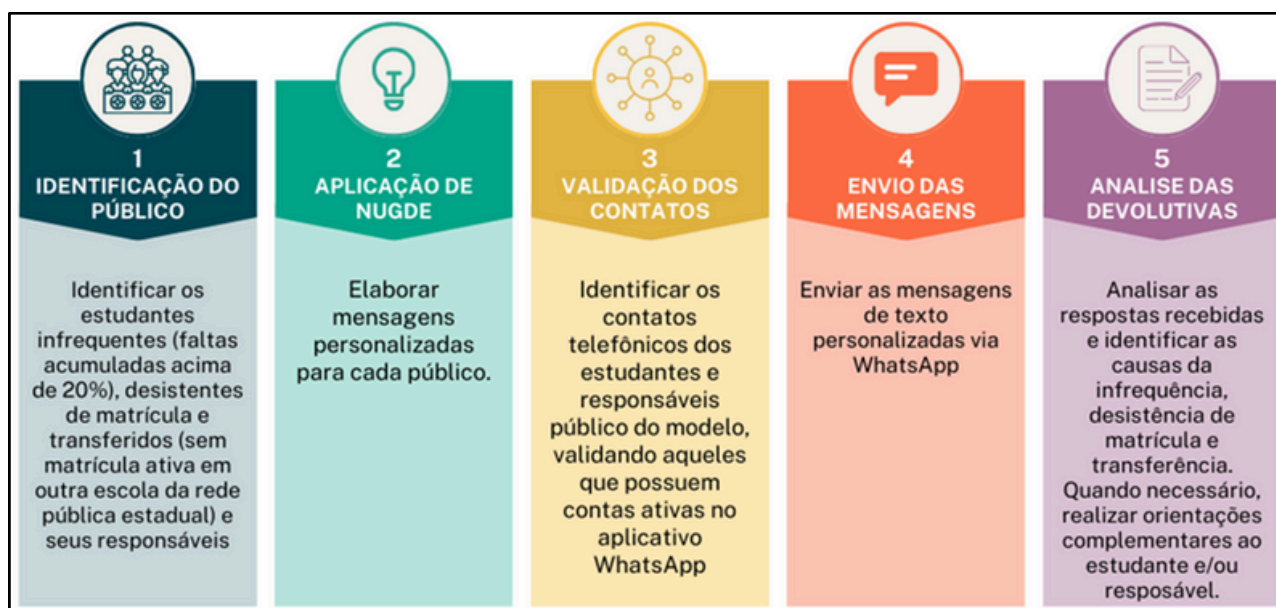 1
IDENTIFICAÇÃO DO
PÚBLICO
Identificar os
estudantes
infrequentes (faltas
acumuladas acima
de 20%), desistentes
de matrícula e
transferidos (sem
matrícula ativa em
outra escola da rede
pública estadual) e
seus responsáveis
2
APLICAÇÃO DE
NUGDE
Elaborar
mensagens
personalizadas
para cada público.
3
VALIDAÇÃO DOS
CONTATOS
Identificar os
contatos
telefônicos dos
estudantes e
responsáveis
público do modelo,
validando aqueles
que possuem
contas ativas no
aplicativo
WhatsApp
4
ENVIO DAS
MENSAGENS
Enviar as mensagens
de texto
personalizadas via
WhatsApp
5
ANALISE DAS
DEVOLUTIVAS
Analisar as
respostas recebidas
e identificar as
causas da
infrequência,
desistência de
matrícula e
transferência.
Quando necessário,
realizar orientações
complementares ao
estudante e/ou
resposável.